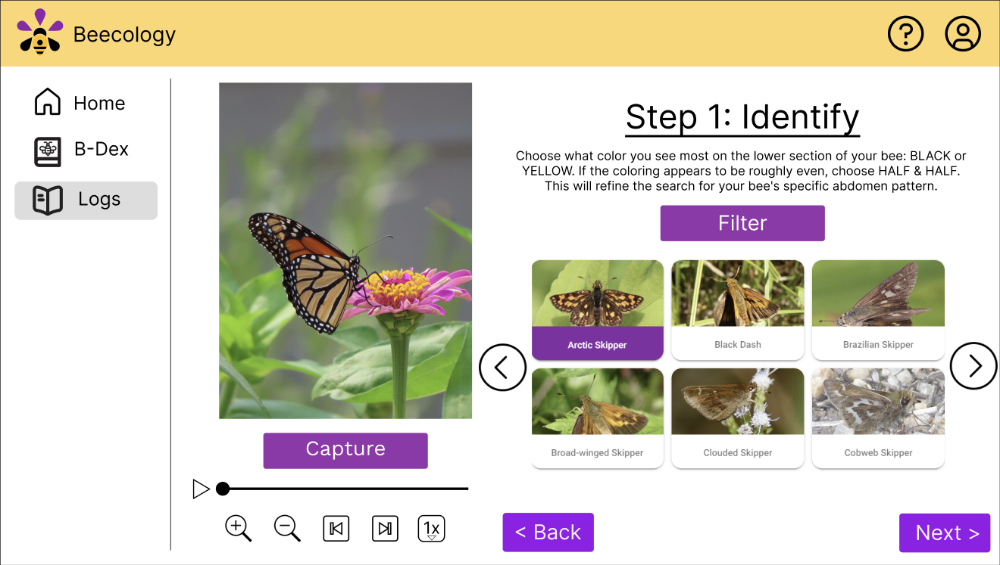 Beecology
Home
B-Dex
Logs
Step 1: Identify
Choose what color you see most on the lower section of your bee: BLACK or
YELLOW. If the coloring appears to be roughly even, choose HALF & HALF.
This will refine the search for your bee's specific abdomen pattern.
Filter
Arctic Skipper
Black Dash
Brazilian Skipper
Broad-winged Skipper
Clouded Skipper
Cobweb Skipper
Capture
1x
< Back
Next >